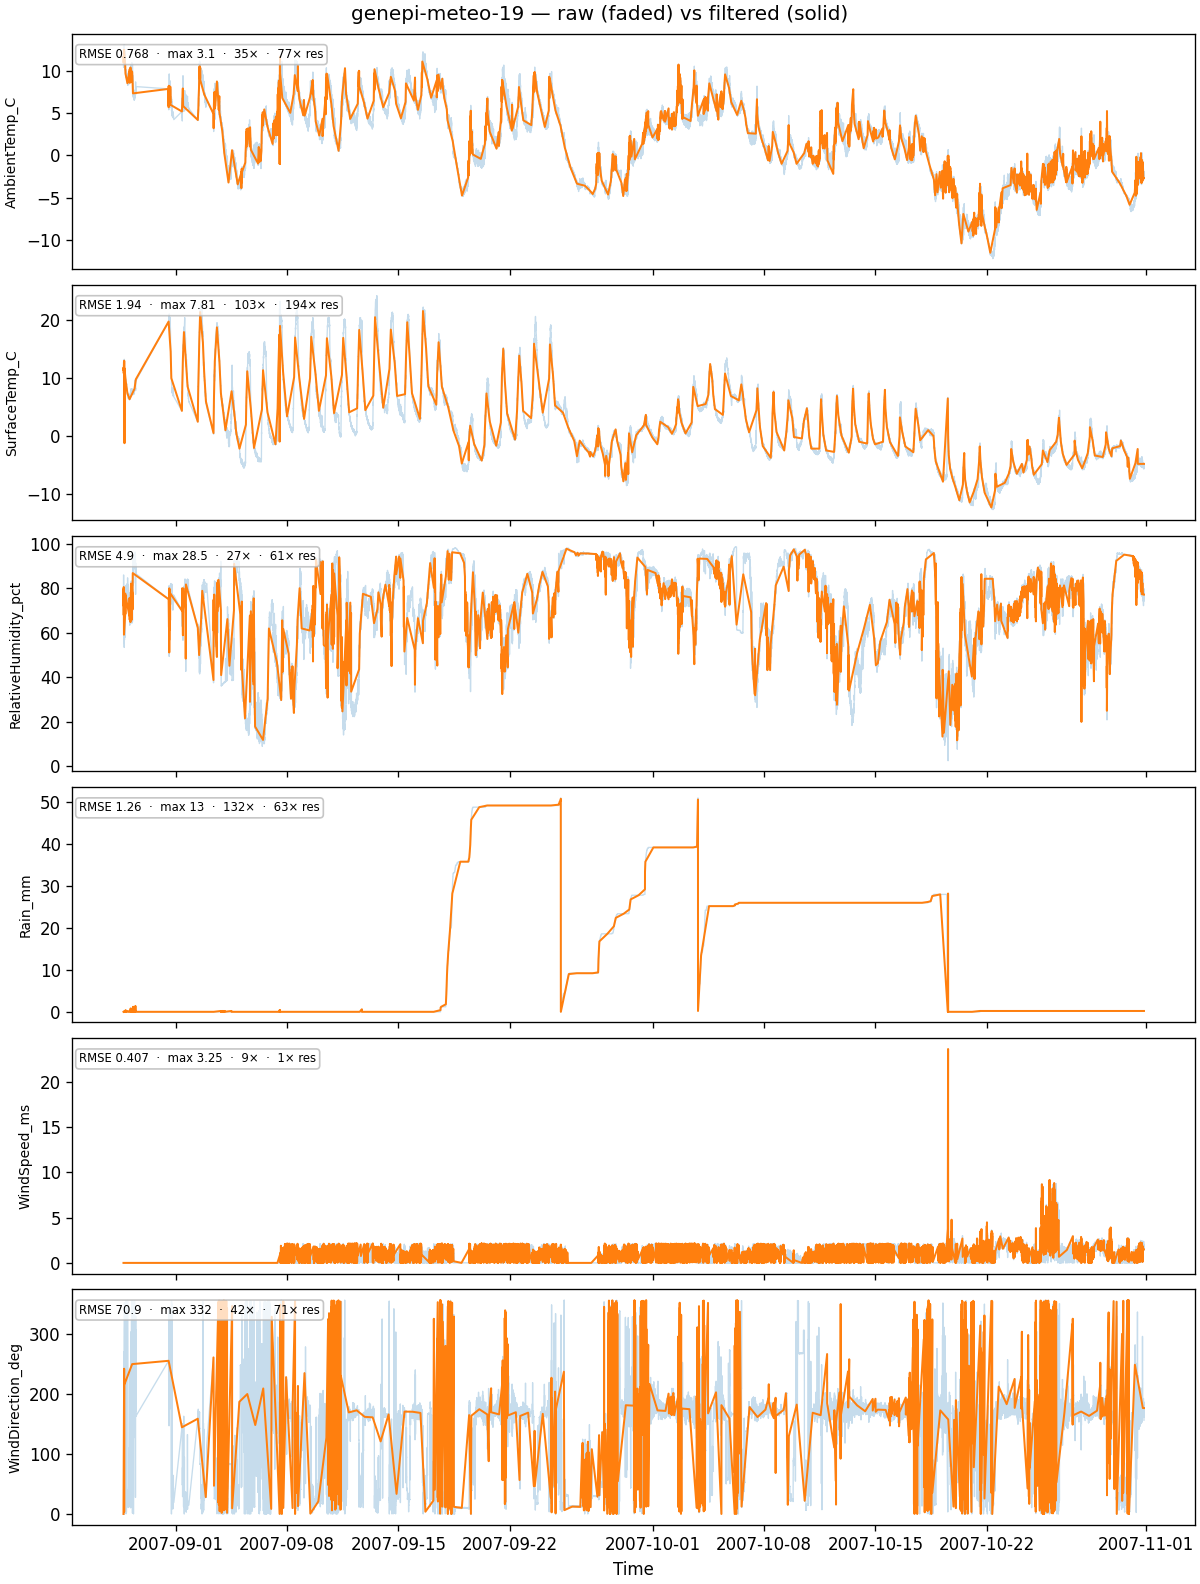 genepi-meteo-19 — raw (faded) vs filtered (solid)
RMSE 0.768 · max 3.1 · 35× · 77× res
AmbientTemp_C
10
5
0
−5
−10
RMSE 1.94 · max 7.81 · 103× · 194× res
SurfaceTemp_C
20
10
0
−10
RMSE 4.9 · max 28.5 · 27× · 61× res
RelativeHumidity_pct
100
80
60
40
20
0
RMSE 1.26 · max 13 · 132× · 63× res
Rain_mm
50
40
30
20
10
0
RMSE 0.407 · max 3.25 · 9× · 1× res
WindSpeed_ms
20
15
10
5
0
RMSE 70.9 · max 332 · 42× · 71× res
WindDirection_deg
300
200
100
0
2007-09-01 2007-09-08 2007-09-15 2007-09-22 2007-10-01 2007-10-08 2007-10-15 2007-10-22 2007-11-01
Time